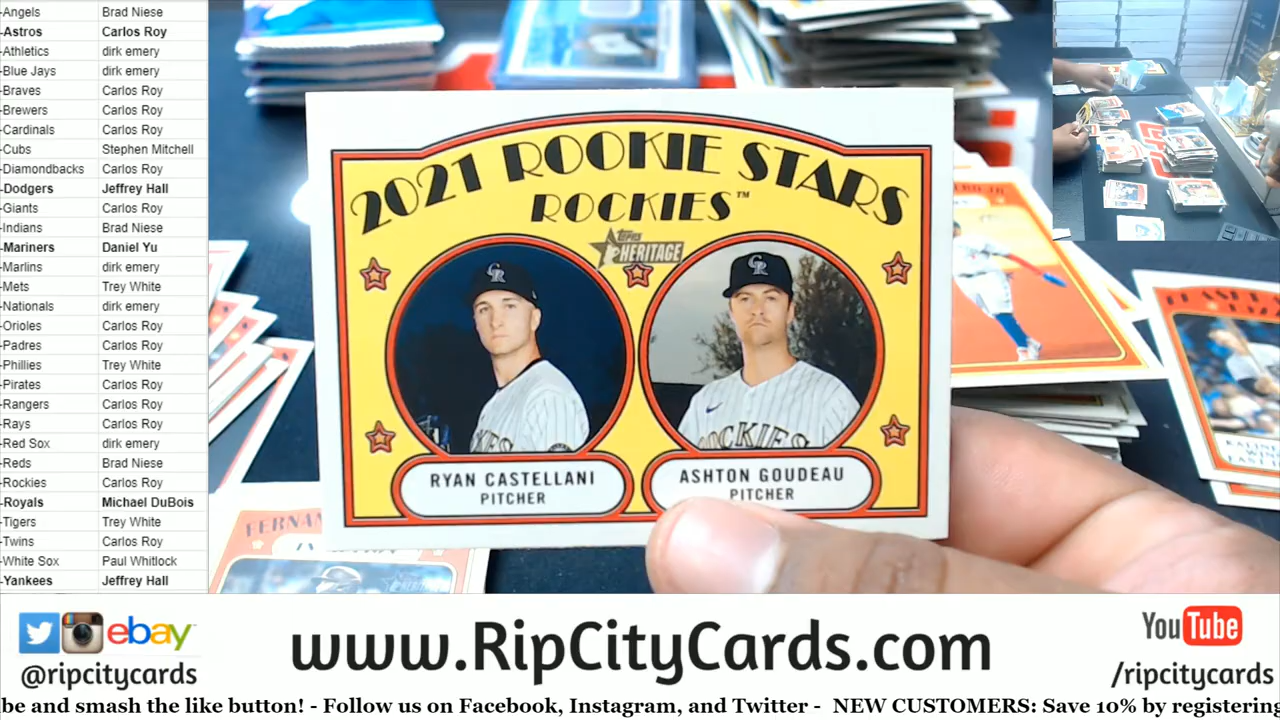 -Angels Brad Niese
-Astros Carlos Roy
-Athletics dirk emery
-Blue Jays dirk emery
-Braves Carlos Roy
-Brewers Carlos Roy
-Cardinals Carlos Roy
-Cubs Stephen Mitchell
-Diamondbacks Carlos Roy
-Dodgers Jeffrey Hall
-Giants Carlos Roy
-Indians Brad Niese
-Mariners Daniel Yu
-Marlins dirk emery
-Mets Trey White
-Nationals dirk emery
-Orioles Carlos Roy
-Padres Carlos Roy
-Phillies Trey White
-Pirates Carlos Roy
-Rangers Carlos Roy
-Rays Carlos Roy
-Red Sox dirk emery
-Reds Brad Niese
-Rockies Carlos Roy
-Royals Michael DuBois
-Tigers Trey White
-Twins Carlos Roy
-White Sox Paul Whitlock
-Yankees Jeffrey Hall
2021 ROOKIE STARS
ROCKIES™
TOPPS
HERITAGE
CR
CR
RYAN CASTELLANI
PITCHER
ASHTON GOUDEAU
PITCHER
FERNAN
HERITAGE
ebay
@ripcitycards
www.RipCityCards.com
YouTube
/ripcitycards
be and smash the like button! - Follow us on Facebook, Instagram, and Twitter - NEW CUSTOMERS: Save 10% by registering